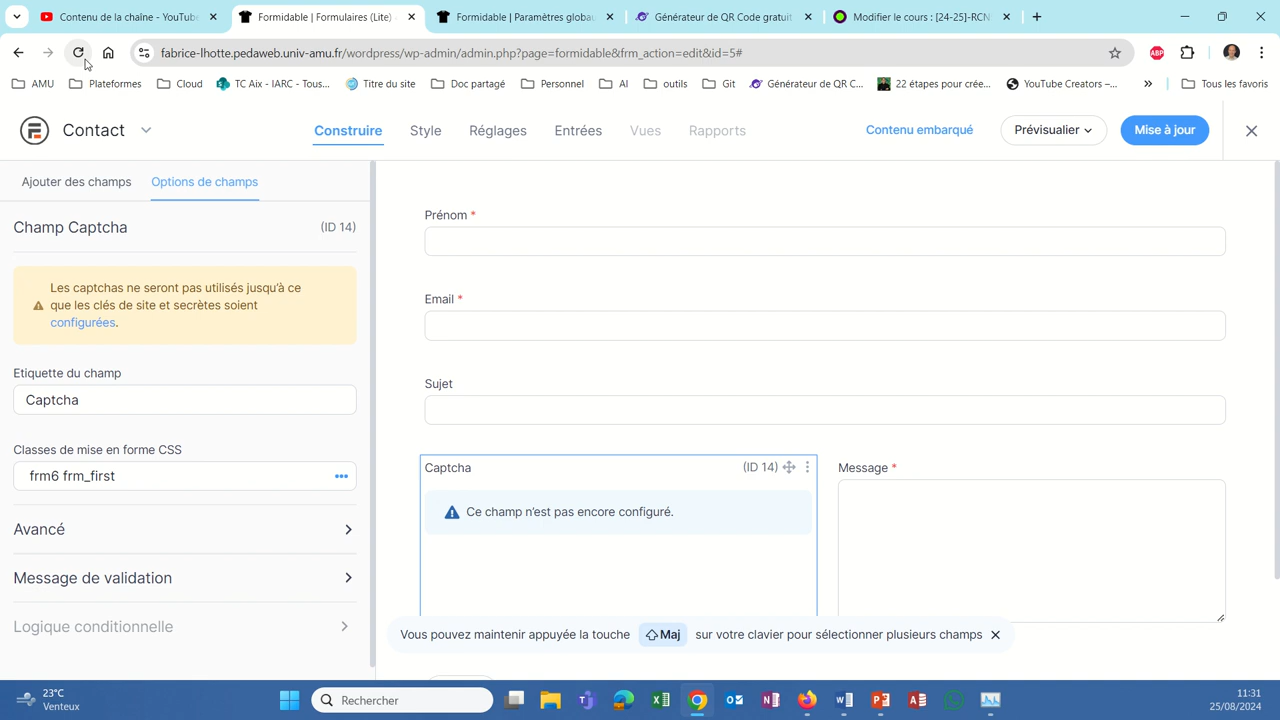 Contenu de la chaîne - YouTube
Formidable | Formulaires (Lite)
Formidable | Paramètres globa
Générateur de QR Code gratuit
Modifier le cours : [24-25]-RCN
fabrice-lhotte.pedaweb.univ-amu.fr/wordpress/wp-admin/admin.php?page=formidable&frm_action=edit&id=5#
ABP
AMU
Plateformes
Cloud
TC Aix - IARC - Tous...
Titre du site
Doc partagé
Personnel
AI
outils
Git
Générateur de QR C...
22 étapes pour crée...
YouTube Creators –...
Tous les favoris
Contact
Construire
Style
Réglages
Entrées
Vues
Rapports
Contenu embarqué
Prévisualier
Mise à jour
Ajouter des champs
Options de champs
Champ Captcha
(ID 14)
Les captchas ne seront pas utilisés jusqu'à ce
que les clés de site et secrètes soient
configurées.
Etiquette du champ
Captcha
Classes de mise en forme CSS
frm6 frm_first
Avancé
Message de validation
Logique conditionnelle
Prénom *
Email *
Sujet
Captcha
(ID 14)
Ce champ n'est pas encore configuré.
Message *
Vous pouvez maintenir appuyée la touche Maj sur votre clavier pour sélectionner plusieurs champs
23°C
Venteux
Rechercher
11:31
25/08/2024